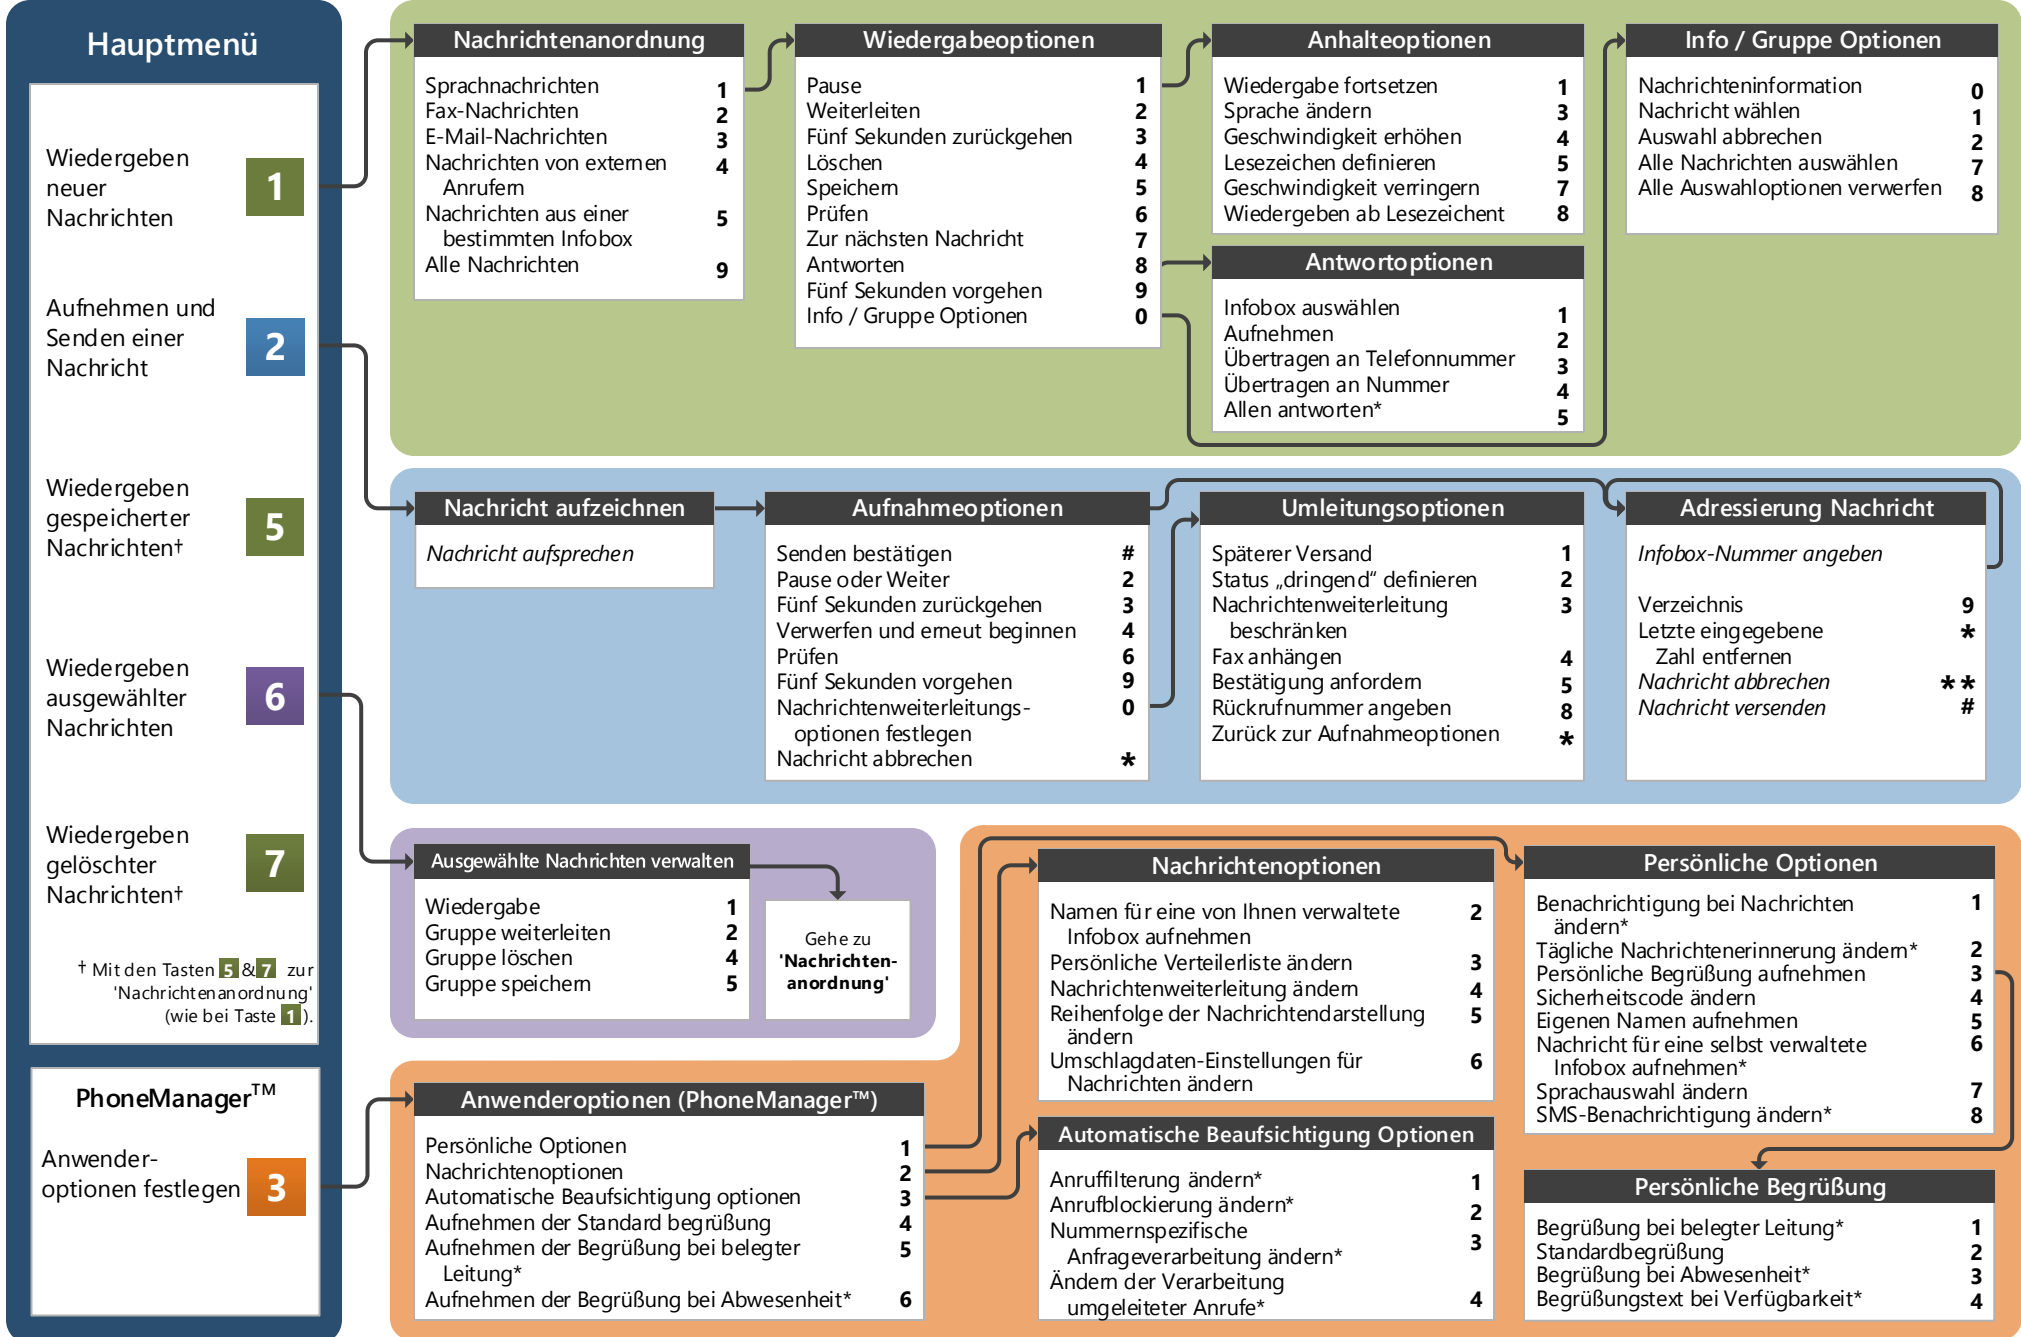 Hauptmenü
Wiedergeben
neuer
Nachrichten
1
Aufnehmen und
Senden einer
Nachricht
2
Wiedergeben
gespeicherter
Nachrichten†
5
Wiedergeben
ausgewählter
Nachrichten
6
Wiedergeben
gelöschter
Nachrichten†
7
† Mit den Tasten 5 & 7 zur
'Nachrichtenanordnung'
(wie bei Taste 1).
PhoneManager™
Anwender-
optionen festlegen 3
Nachrichtenanordnung
Sprachnachrichten 1
Fax-Nachrichten 2
E-Mail-Nachrichten 3
Nachrichten von externen 4
Anrufern
Nachrichten aus einer 5
bestimmten Infobox
Alle Nachrichten 9
Wiedergabeoptionen
Pause 1
Weiterleiten 2
Fünf Sekunden zurückgehen 3
Löschen 4
Speichern 5
Prüfen 6
Zur nächsten Nachricht 7
Antworten 8
Fünf Sekunden vorgehen 9
Info / Gruppe Optionen 0
Anhalteoptionen
Wiedergabe fortsetzen 1
Sprache ändern 3
Geschwindigkeit erhöhen 4
Lesezeichen definieren 5
Geschwindigkeit verringern 7
Wiedergeben ab Lesezeichent 8
Antwortoptionen
Infobox auswählen 1
Aufnehmen 2
Übertragen an Telefonnummer 3
Übertragen an Nummer 4
Allen antworten* 5
Info / Gruppe Optionen
Nachrichteninformation 0
Nachricht wählen 1
Auswahl abbrechen 2
Alle Nachrichten auswählen 7
Alle Auswahloptionen verwerfen 8
Nachricht aufzeichnen
Nachricht aufsprechen
Aufnahmeoptionen
Senden bestätigen #
Pause oder Weiter 2
Fünf Sekunden zurückgehen 3
Verwerfen und erneut beginnen 4
Prüfen 6
Fünf Sekunden vorgehen 9
Nachrichtenweiterleitungs- 0
optionen festlegen
Nachricht abbrechen *
Umleitungsoptionen
Späterer Versand 1
Status „dringend“ definieren 2
Nachrichtenweiterleitung 3
beschränken
Fax anhängen 4
Bestätigung anfordern 5
Rückrufnummer angeben 8
Zurück zur Aufnahmeoptionen *
Adressierung Nachricht
Infobox-Nummer angeben
Verzeichnis 9
Letzte eingegebene *
Zahl entfernen
Nachricht abbrechen **
Nachricht versenden #
Ausgewählte Nachrichten verwalten
Wiedergabe 1
Gruppe weiterleiten 2
Gruppe löschen 4
Gruppe speichern 5
Gehe zu
'Nachrichten-
anordnung'
Anwenderoptionen (PhoneManager™)
Persönliche Optionen 1
Nachrichtenoptionen 2
Automatische Beaufsichtigung optionen 3
Aufnehmen der Standard begrüßung 4
Aufnehmen der Begrüßung bei belegter 5
Leitung*
Aufnehmen der Begrüßung bei Abwesenheit* 6
Nachrichtenoptionen
Namen für eine von Ihnen verwaltete 2
Infobox aufnehmen
Persönliche Verteilerliste ändern 3
Nachrichtenweiterleitung ändern 4
Reihenfolge der Nachrichtendarstellung 5
ändern
Umschlagdaten-Einstellungen für 6
Nachrichten ändern
Automatische Beaufsichtigung Optionen
Anruffilterung ändern* 1
Anrufblockierung ändern* 2
Nummernspezifische 3
Anfrageverarbeitung ändern*
Ändern der Verarbeitung
umgeleiteter Anrufe* 4
Persönliche Optionen
Benachrichtigung bei Nachrichten 1
ändern*
Tägliche Nachrichtenerinnerung ändern* 2
Persönliche Begrüßung aufnehmen 3
Sicherheitscode ändern 4
Eigenen Namen aufnehmen 5
Nachricht für eine selbst verwaltete 6
Infobox aufnehmen*
Sprachauswahl ändern 7
SMS-Benachrichtigung ändern* 8
Persönliche Begrüßung
Begrüßung bei belegter Leitung* 1
Standardbegrüßung 2
Begrüßung bei Abwesenheit* 3
Begrüßungstext bei Verfügbarkeit* 4